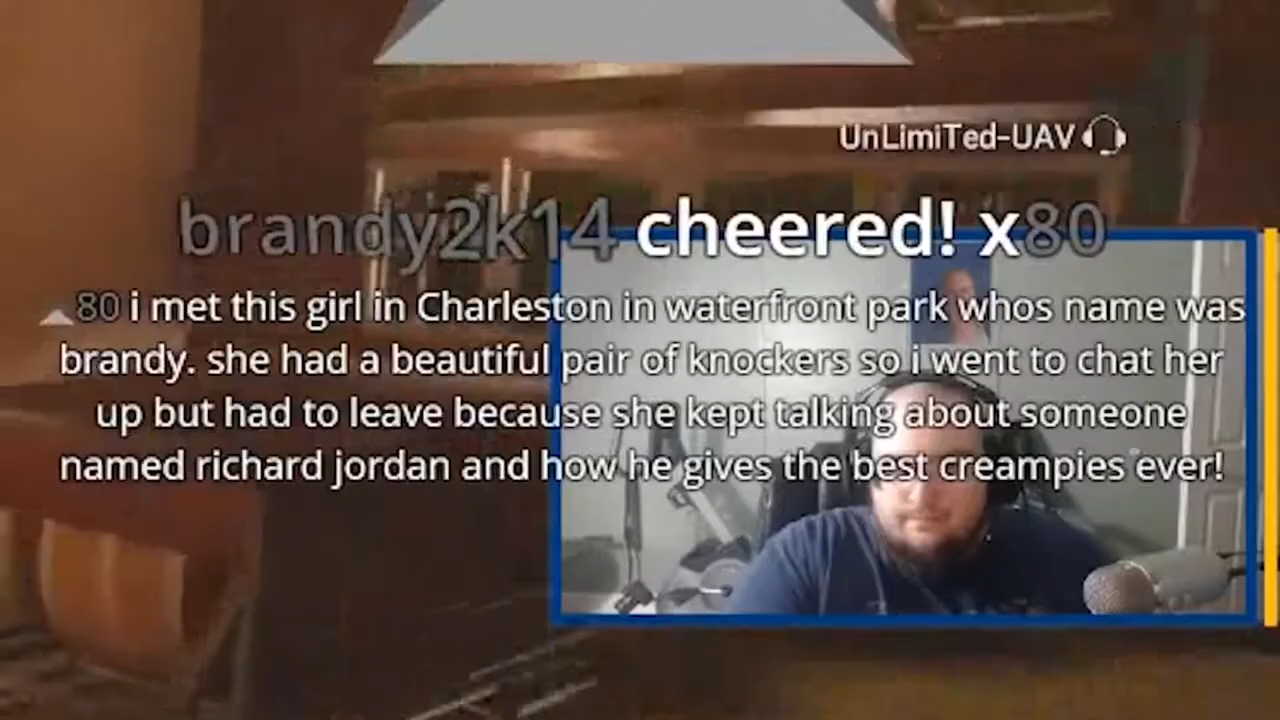 UnLimiTed-UAV
brandy2k14 cheered! x80
80 i met this girl in Charleston in waterfront park whos name was
brandy. she had a beautiful pair of knockers so i went to chat her
up but had to leave because she kept talking about someone
named richard jordan and how he gives the best creampies ever!